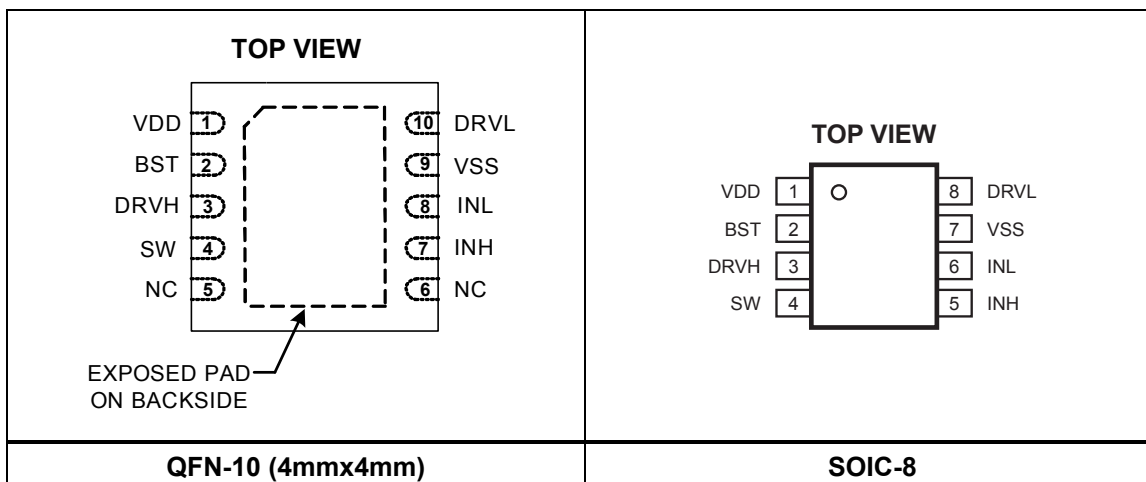 TOP VIEW
VDD 1 10 DRVL
BST 2 9 VSS
DRVH 3 8 INL
SW 4 7 INH
NC 5 6 NC
EXPOSED PAD
ON BACKSIDE
QFN-10 (4mmx4mm)
TOP VIEW
VDD 1 8 DRVL
BST 2 7 VSS
DRVH 3 6 INL
SW 4 5 INH
SOIC-8